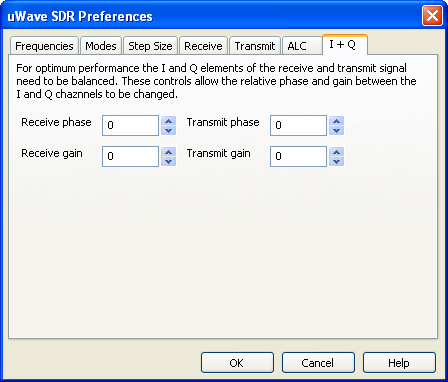 uWave SDR Preferences
Frequencies Modes Step Size Receive Transmit ALC I + Q
For optimum performance the I and Q elements of the receive and transmit signal
need to be balanced. These controls allow the relative phase and gain between the
I and Q chaznnels to be changed.
Receive phase 0 Transmit phase 0
Receive gain 0 Transmit gain 0
OK Cancel Help